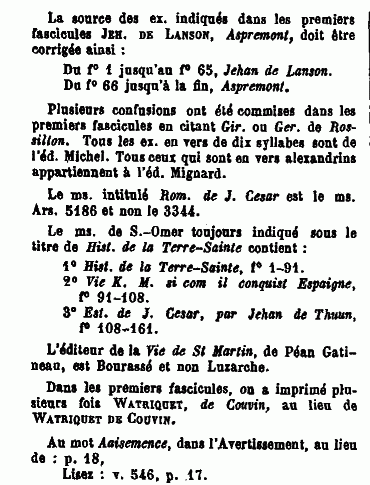 La source des ex. indiqués dans les premiers
fascicules JEH. DE LANSON, Aspremont, doit être
corrigée ainsi :
Du f° 1 jusqu'au f° 65, Jehan de Lanson.
Du f° 66 jusqu'à la fin, Aspremont.
Plusieurs confusions ont été commises dans les
premiers fascicules en citant Gir. ou Ger. de Ros-
sillon. Tous les ex. en vers de dix syllabes sont de
l'éd. Michel. Tous ceux qui sont en vers alexandrins
appartiennent à l'éd. Mignard.
Le ms. intitulé Rom. de J. Cesar est le ms.
Ars. 5186 et non le 3344.
Le ms. de S.-Omer toujours indiqué sous le
titre de Hist. de la Terre-Sainte contient :
1° Hist. de la Terre-Sainte, f° 1-91.
2° Vie K. M. si com il conquist Espaigne,
f° 91-108.
3° Est. de J. Cesar, par Jehan de Thuun,
f° 108-161.
L'éditeur de la Vie de St Martin, de Péan Gati-
neau, est Bourassé et non Luzarche.
Dans les premiers fascicules, on a imprimé plu-
sieurs fois WATRIQUET, de Couvin, au lieu de
WATRIQUET DE COUVIN.
Au mot Aaisemence, dans l'Avertissement, au lieu
de : p. 18,
Lisez : v. 546, p. 17.